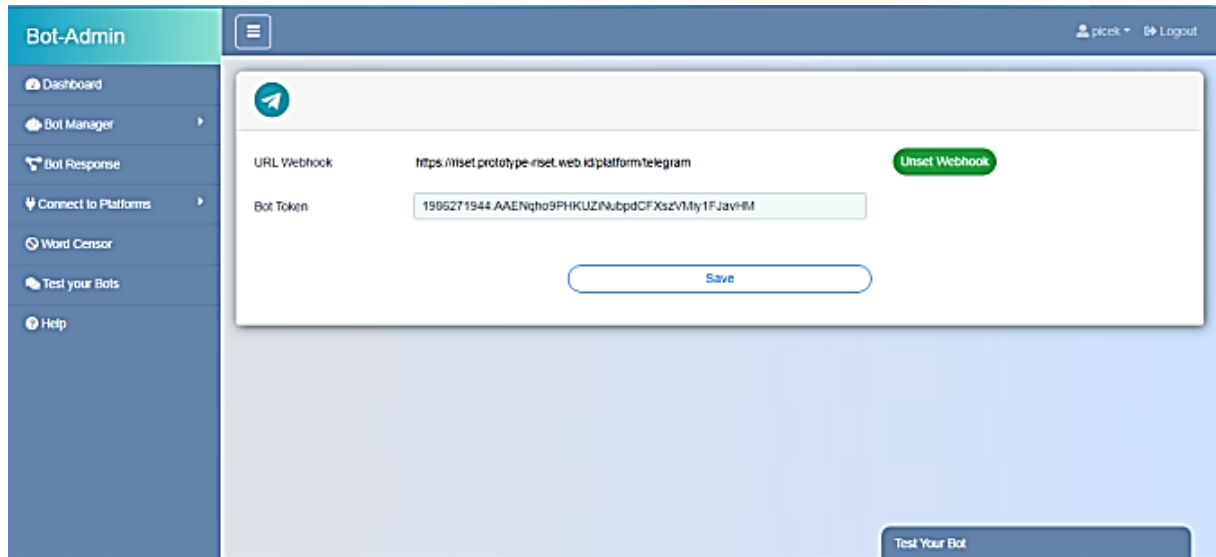 Bot-Admin
picek
Logout
Dashboard
Bot Manager
Bot Response
Connect to Platforms
Word Censor
Test your Bots
Help
URL Webhook
https://riset.prototype-riset.web.id/platform/telegram
Unset Webhook
Bot Token
Save
Test Your Bot